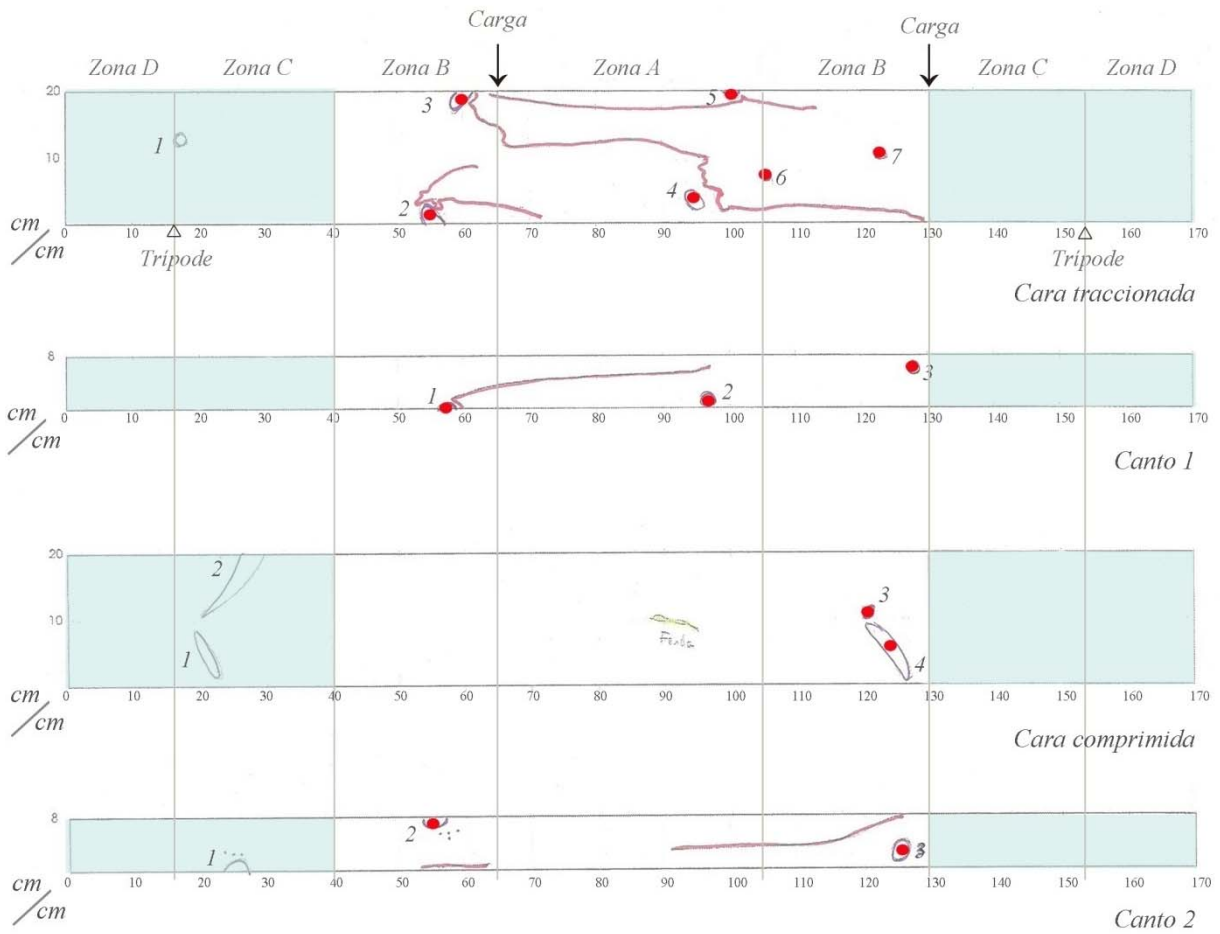 Carga Carga
Zona D Zona C Zona B Zona A Zona B Zona C Zona D
20
3 5
1 7
10
6
4
2
cm
0 10 20 30 40 50 60 70 80 90 100 110 120 130 140 150 160 170
cm
Trípode Trípode
Cara traccionada
8
1 2 3
cm
0 10 20 30 40 50 60 70 80 90 100 110 120 130 140 150 160 170
cm
Canto 1
20
2
3
10
Fenda
1 4
cm
0 10 20 30 40 50 60 70 80 90 100 110 120 130 140 150 160 170
cm
Cara comprimida
8
2
1 3
cm
0 10 20 30 40 50 60 70 80 90 100 110 120 130 140 150 160 170
cm
Canto 2